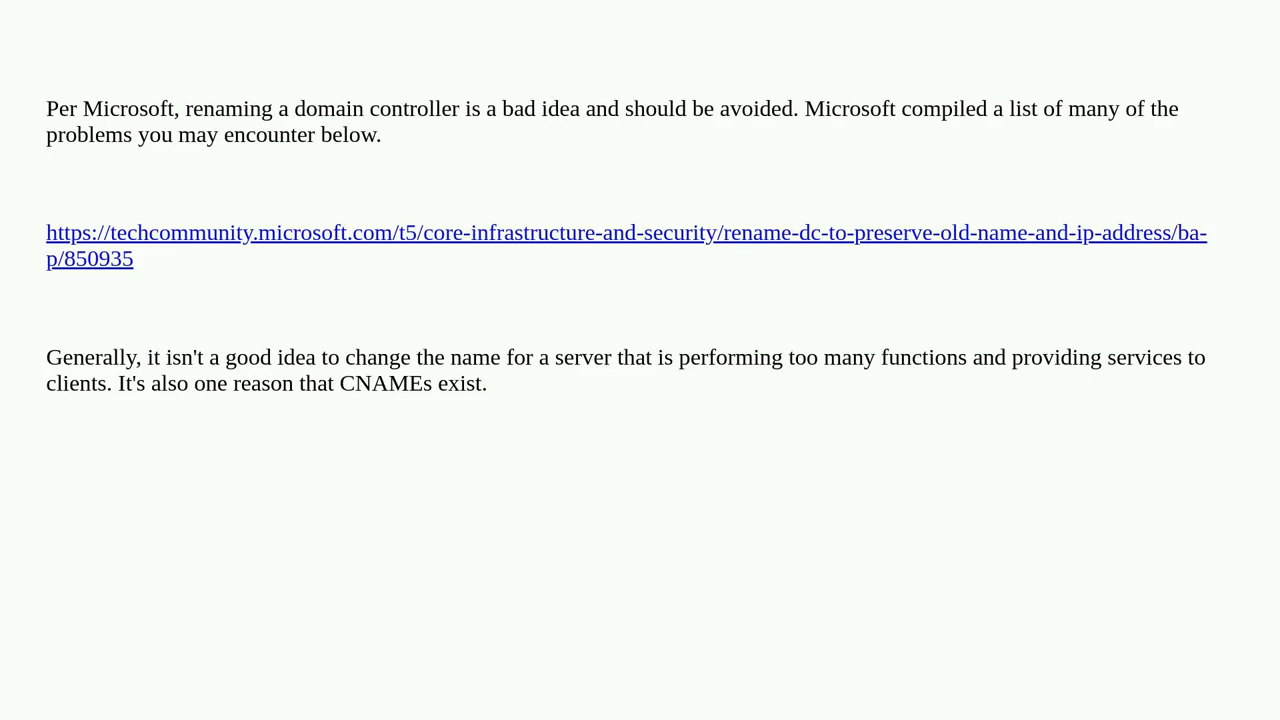 Per Microsoft, renaming a domain controller is a bad idea and should be avoided. Microsoft compiled a list of many of the
problems you may encounter below.
https://techcommunity.microsoft.com/t5/core-infrastructure-and-security/rename-dc-to-preserve-old-name-and-ip-address/ba-
p/850935
Generally, it isn't a good idea to change the name for a server that is performing too many functions and providing services to
clients. It's also one reason that CNAMEs exist.